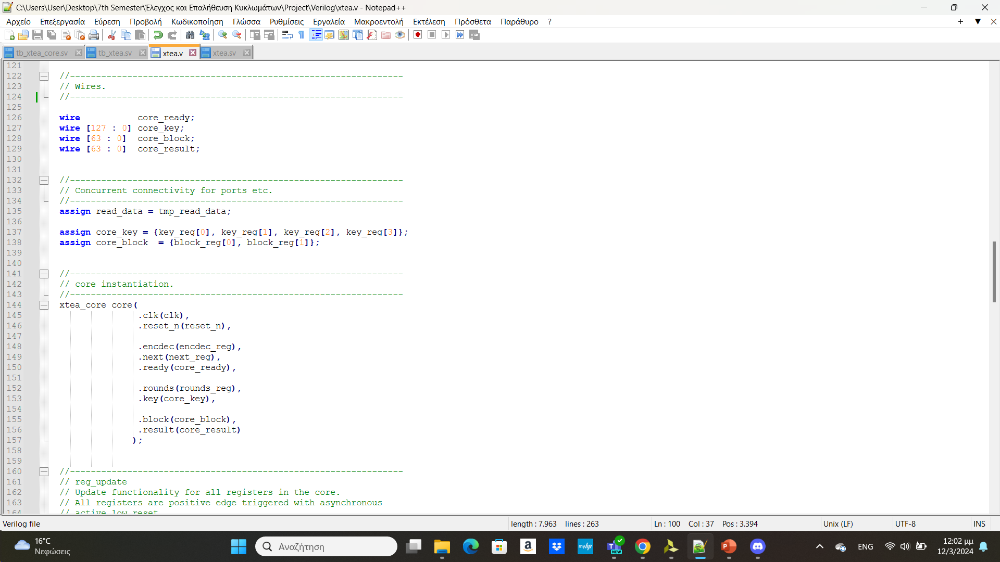 C:\Users\User\Desktop\7th Semester\Έλεγχος και Επαλήθευση Κυκλωμάτων\Project\Verilog\xtea.v - Notepad++
Αρχείο Επεξεργασία Εύρεση Προβολή Κωδικοποίηση Γλώσσα Ρυθμίσεις Εργαλεία Μακροεντολή Εκτέλεση Πρόσθετα Παράθυρο ?
tb_xtea_core.sv tb_xtea.sv xtea.v xtea.sv
121
122 //----------------------------------------------------------------
123 // Wires.
124 //----------------------------------------------------------------
125
126 wire           core_ready;
127 wire [127 : 0] core_key;
128 wire [63 : 0]  core_block;
129 wire [63 : 0]  core_result;
130
131
132 //----------------------------------------------------------------
133 // Concurrent connectivity for ports etc.
134 //----------------------------------------------------------------
135 assign read_data = tmp_read_data;
136
137 assign core_key = {key_reg[0], key_reg[1], key_reg[2], key_reg[3]};
138 assign core_block  = {block_reg[0], block_reg[1]};
139
140
141 //----------------------------------------------------------------
142 // core instantiation.
143 //----------------------------------------------------------------
144 xtea_core core(
145                .clk(clk),
146                .reset_n(reset_n),
147
148                .encdec(encdec_reg),
149                .next(next_reg),
150                .ready(core_ready),
151
152                .rounds(rounds_reg),
153                .key(core_key),
154
155                .block(core_block),
156                .result(core_result)
157               );
158
159
160 //----------------------------------------------------------------
161 // reg_update
162 // Update functionality for all registers in the core.
163 // All registers are positive edge triggered with asynchronous
164 // active low reset
Verilog file length : 7.963 lines : 263 Ln : 100 Col : 37 Pos : 3.394 Unix (LF) UTF-8 INS
16°C
Νεφώσεις
Αναζήτηση
a
myhp
T
NEW
P
ENG
12:02 μμ
12/3/2024